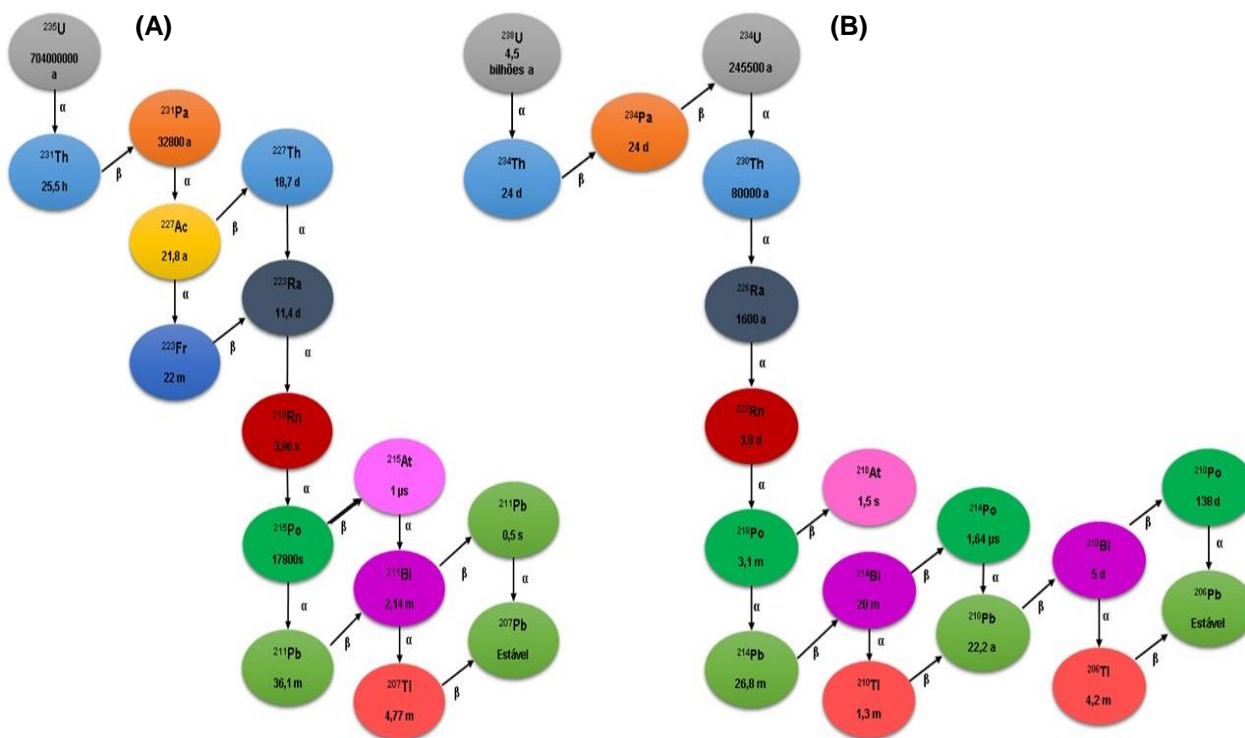 (A)
²³⁵U
704000000
a
α
²³¹Th
25,5 h
β
²³¹Pa
32800 a
α
²²⁷Ac
21,8 a
β
²²⁷Th
18,7 d
α
α
²²³Fr
22 m
β
²²³Ra
11,4 d
α
²¹⁹Rn
3,96 s
α
²¹⁵Po
17800s
β
²¹⁵At
1 µs
α
α
²¹¹Pb
36,1 m
β
²¹¹Bi
2,14 m
β
²¹¹Pb
0,5 s
α
α
²⁰⁷Tl
4,77 m
β
²⁰⁷Pb
Estável
(B)
²³⁸U
4,5
bilhões a
α
²³⁴Th
24 d
β
²³⁴Pa
24 d
β
²³⁴U
245500 a
α
²³⁰Th
80000 a
α
²²⁶Ra
1600 a
α
²²²Rn
3,8 d
α
²¹⁸Po
3,1 m
β
²¹⁸At
1,5 s
α
²¹⁴Pb
26,8 m
β
²¹⁴Bi
20 m
β
²¹⁴Po
1,64 µs
α
α
²¹⁰Tl
1,3 m
β
²¹⁰Pb
22,2 a
β
²¹⁰Bi
5 d
β
²¹⁰Po
138 d
α
α
²⁰⁶Tl
4,2 m
β
²⁰⁶Pb
Estável